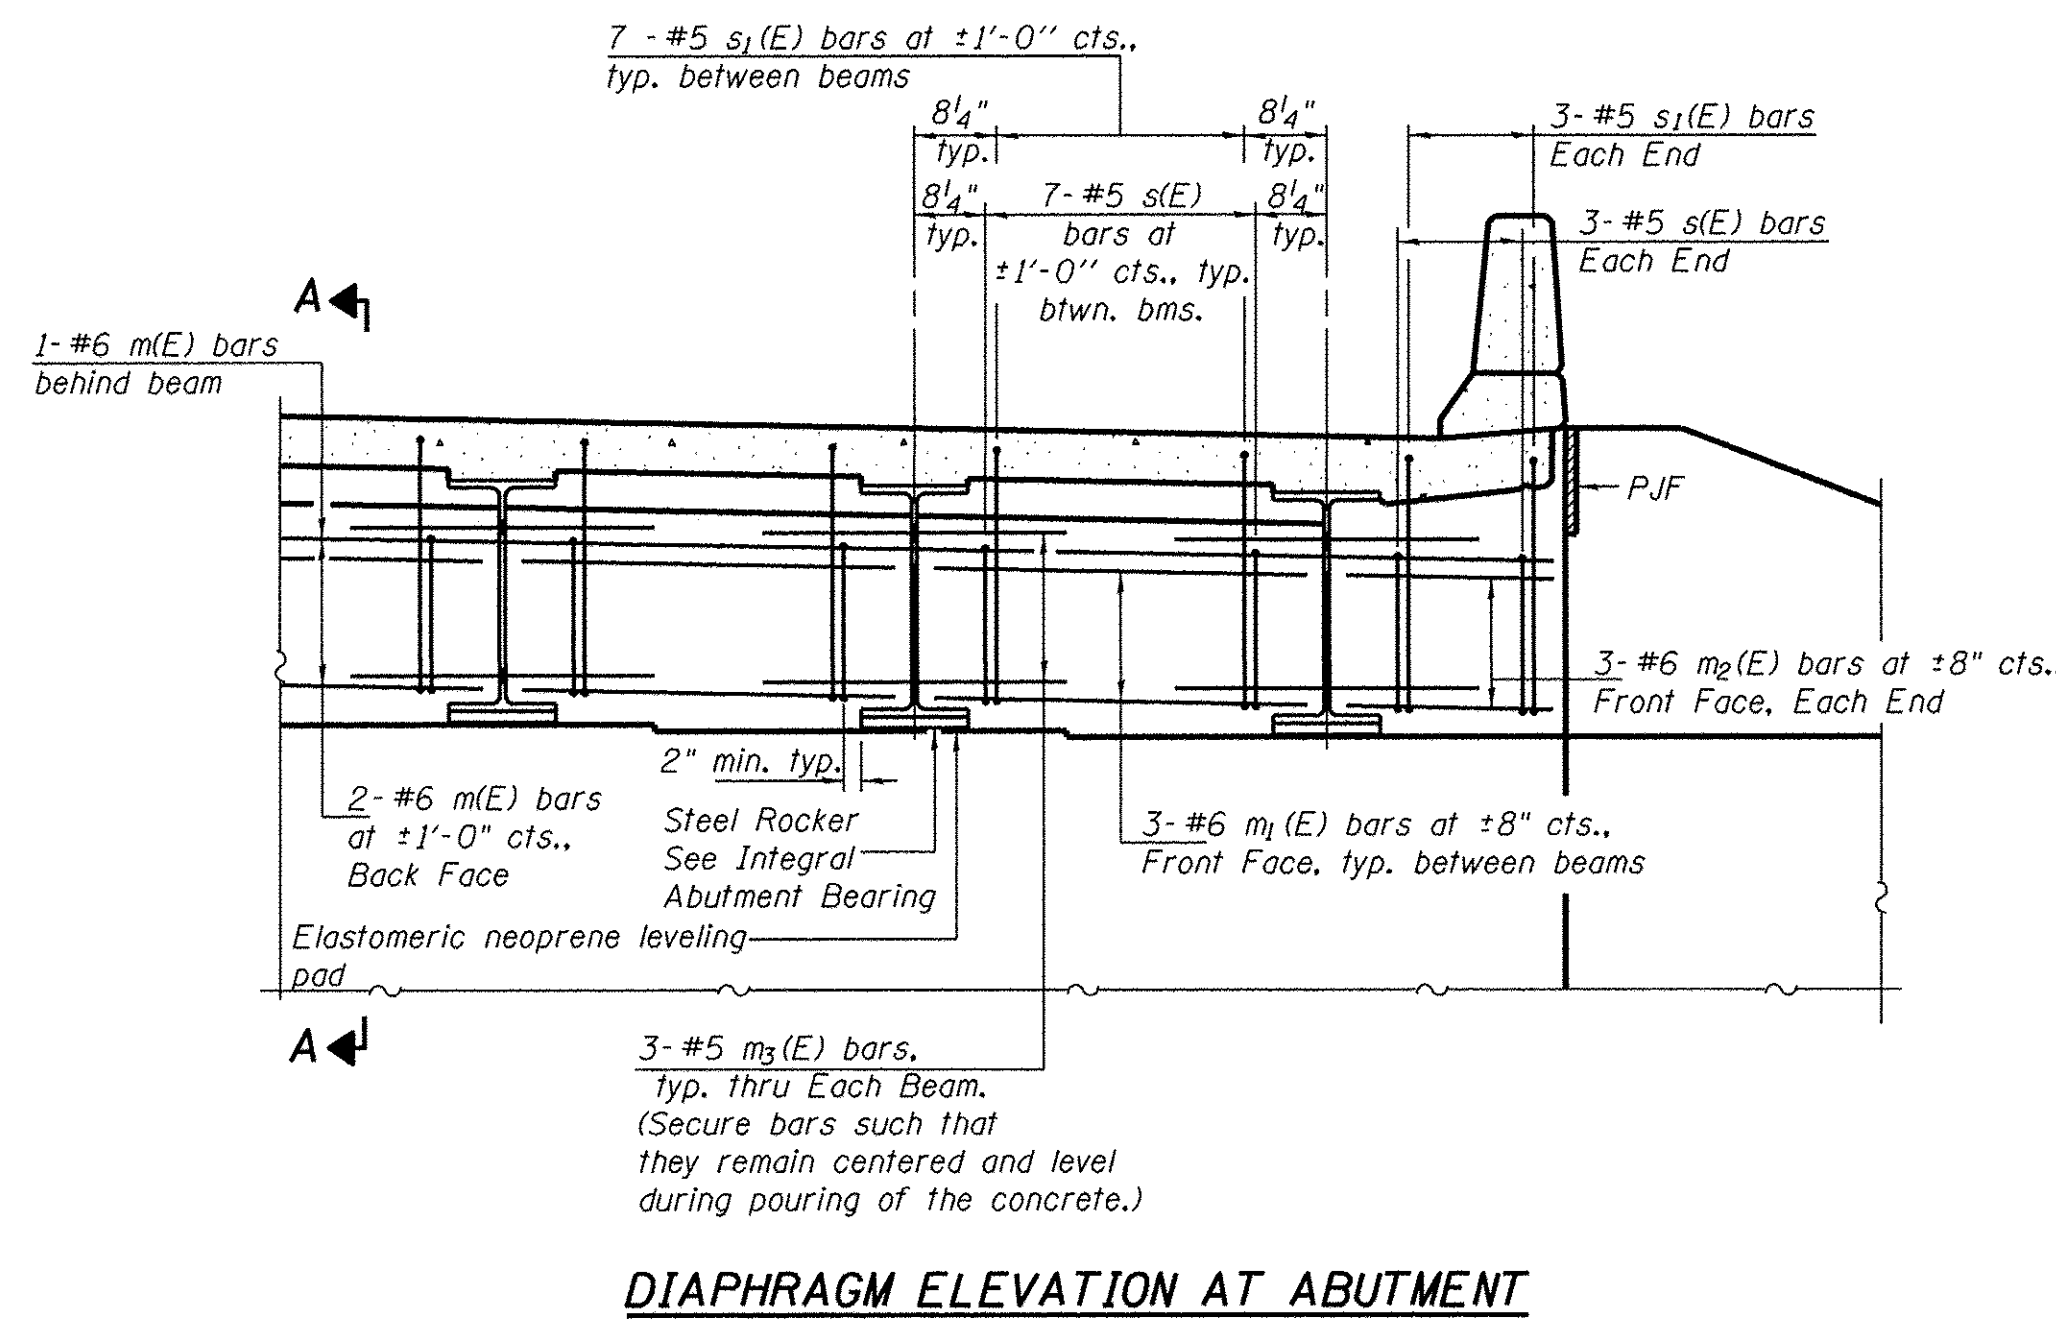 7 - #5 s1(E) bars at ±1'-0'' cts.,
typ. between beams
8 1/4"
typ.
8 1/4"
typ.
3- #5 s1(E) bars
Each End
8 1/4"
typ.
7- #5 s(E)
bars at
±1'-0'' cts., typ.
btwn. bms.
8 1/4"
typ.
3- #5 s(E) bars
Each End
A
1- #6 m(E) bars
behind beam
PJF
3- #6 m2(E) bars at ±8" cts.
Front Face, Each End
2" min. typ.
2- #6 m(E) bars
at ±1'-0" cts.,
Back Face
Steel Rocker
See Integral
Abutment Bearing
3- #6 m1(E) bars at ±8" cts.,
Front Face, typ. between beams
Elastomeric neoprene leveling
pad
A
3- #5 m3(E) bars,
typ. thru Each Beam.
(Secure bars such that
they remain centered and level
during pouring of the concrete.)
DIAPHRAGM ELEVATION AT ABUTMENT